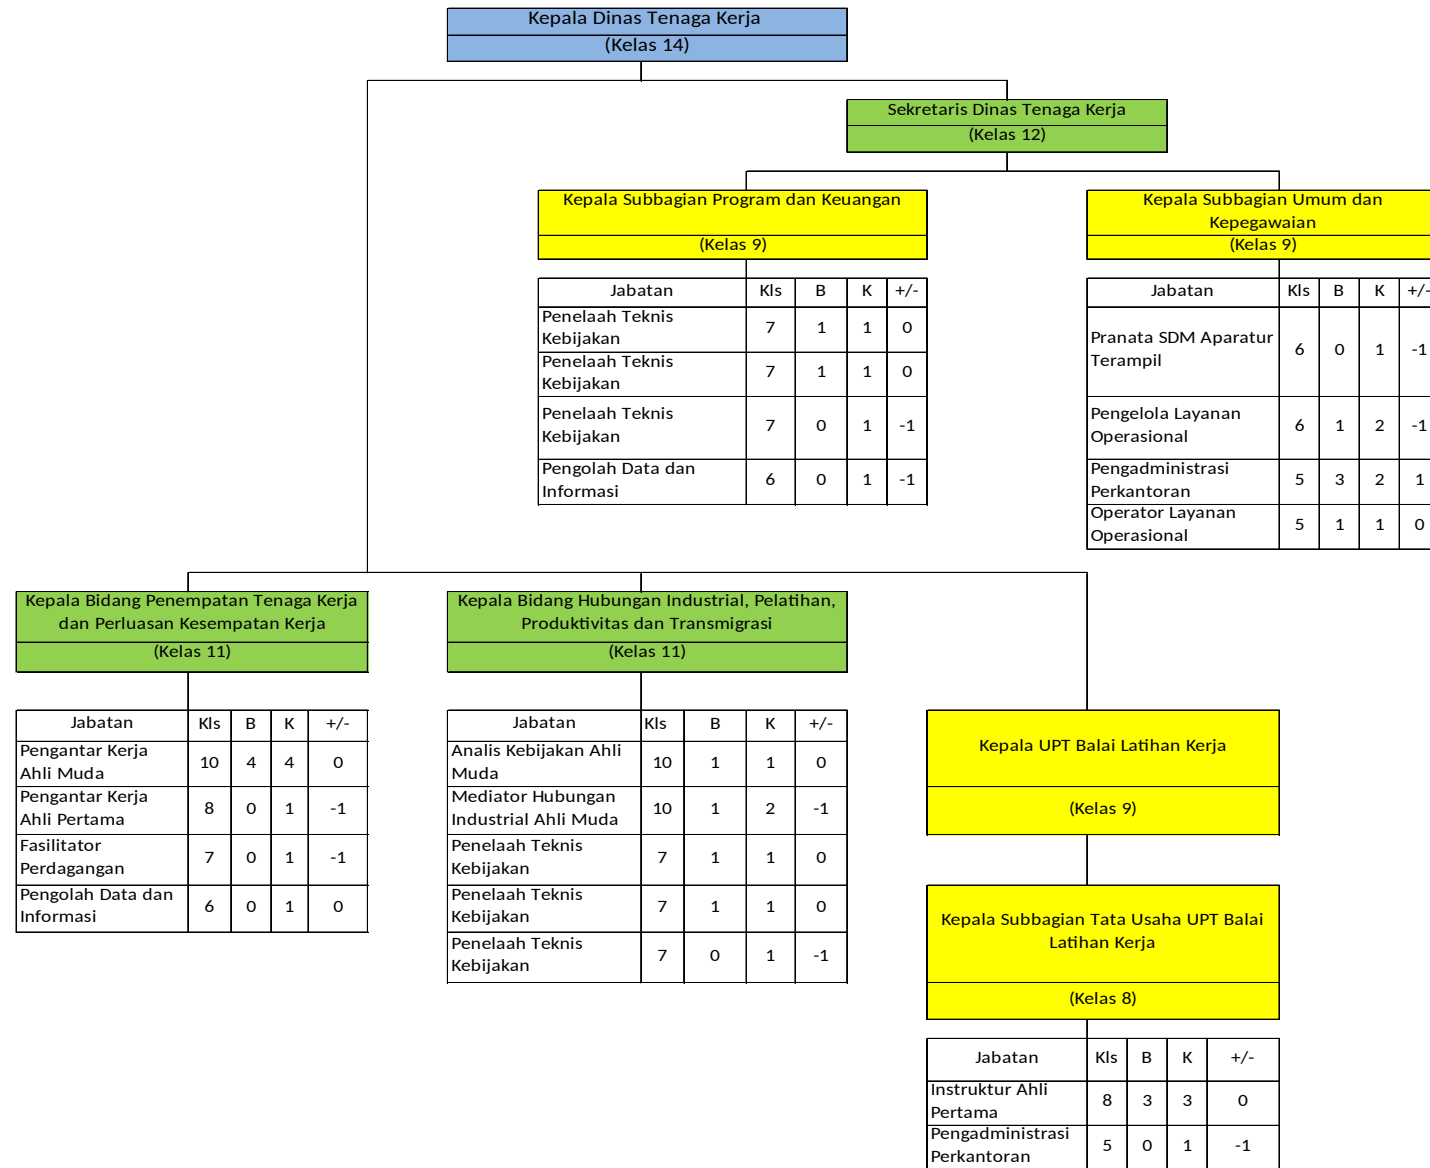 Kepala Dinas Tenaga Kerja
(Kelas 14)
Sekretaris Dinas Tenaga Kerja
(Kelas 12)
Kepala Subbagian Program dan Keuangan
(Kelas 9)
Jabatan Kls B K +/-
Penelaah Teknis
Kebijakan
7 1 1 0
Penelaah Teknis
Kebijakan
7 1 1 0
Penelaah Teknis
Kebijakan
7 0 1 -1
Pengolah Data dan
Informasi
6 0 1 -1
Kepala Subbagian Umum dan
Kepegawaian
(Kelas 9)
Jabatan Kls B K +/-
Pranata SDM Aparatur
Terampil
6 0 1 -1
Pengelola Layanan
Operasional
6 1 2 -1
Pengadministrasi
Perkantoran
5 3 2 1
Operator Layanan
Operasional
5 1 1 0
Kepala Bidang Penempatan Tenaga Kerja
dan Perluasan Kesempatan Kerja
(Kelas 11)
Jabatan Kls B K +/-
Pengantar Kerja
Ahli Muda
10 4 4 0
Pengantar Kerja
Ahli Pertama
8 0 1 -1
Fasilitator
Perdagangan
7 0 1 -1
Pengolah Data dan
Informasi
6 0 1 0
Kepala Bidang Hubungan Industrial, Pelatihan,
Produktivitas dan Transmigrasi
(Kelas 11)
Jabatan Kls B K +/-
Analis Kebijakan Ahli
Muda
10 1 1 0
Mediator Hubungan
Industrial Ahli Muda
10 1 2 -1
Penelaah Teknis
Kebijakan
7 1 1 0
Penelaah Teknis
Kebijakan
7 1 1 0
Penelaah Teknis
Kebijakan
7 0 1 -1
Kepala UPT Balai Latihan Kerja
(Kelas 9)
Kepala Subbagian Tata Usaha UPT Balai
Latihan Kerja
(Kelas 8)
Jabatan Kls B K +/-
Instruktur Ahli
Pertama
8 3 3 0
Pengadministrasi
Perkantoran
5 0 1 -1